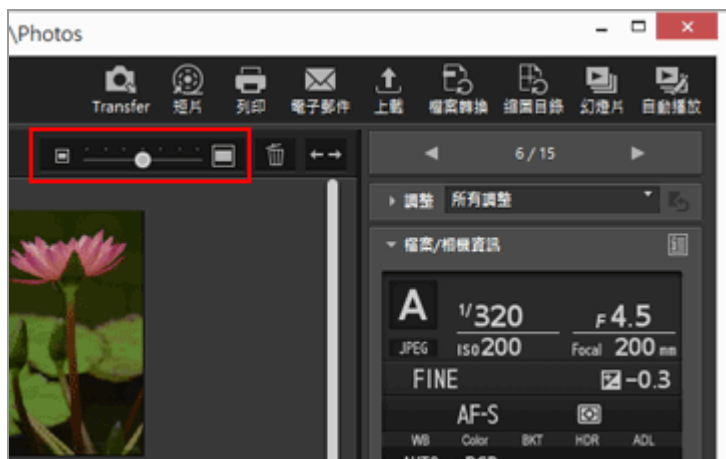 \Photos
Transfer 短片 列印 電子郵件 上載 檔案轉換 縮圖目錄 幻燈片 自動播放
6/15
調整 所有調整
檔案/相機資訊
A 1/320 F4.5
JPEG ISO200 Focal 200 mm
FINE -0.3
AF-S
WB Color BKT HDR ADL